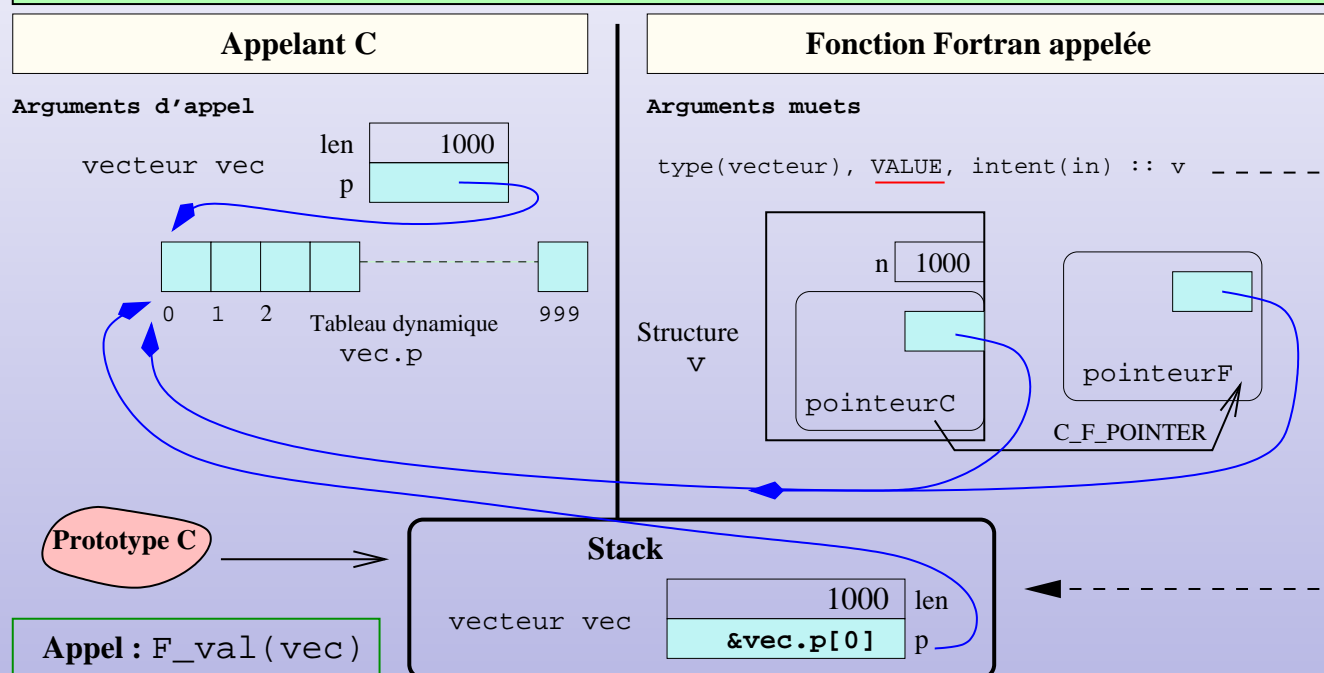 Appelant C
Fonction Fortran appelée
Arguments d'appel
Arguments muets
len 1000
vecteur vec
p
type(vecteur), VALUE, intent(in) :: v
n 1000
0 1 2 999
Tableau dynamique
vec.p
Structure
v
pointeurC
pointeurF
C_F_POINTER
Prototype C
Stack
1000 len
vecteur vec
&vec.p[0] p
Appel : F_val(vec)